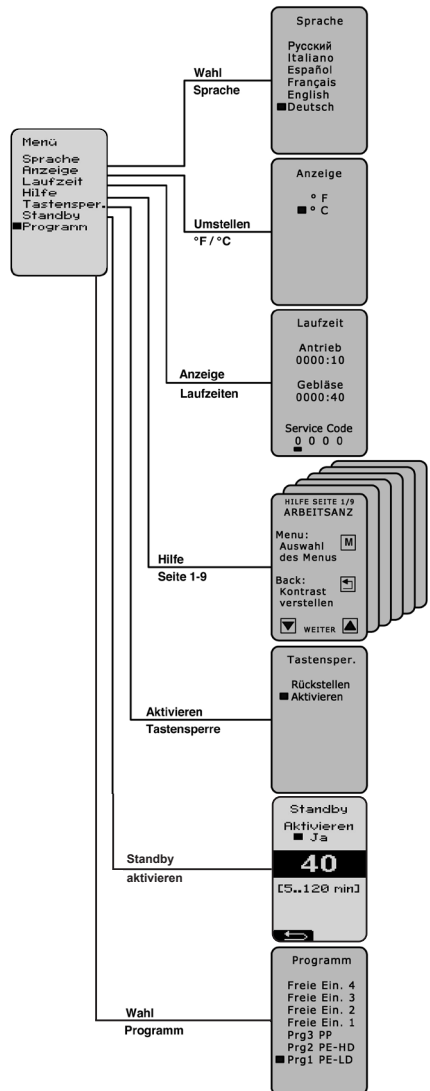 Sprache
Русский
Italiano
Español
Français
English
Deutsch
Wahl
Sprache
Menü
Sprache
Anzeige
Laufzeit
Hilfe
Tastensper.
Standby
Programm
Anzeige
° F
° C
Umstellen
°F / °C
Laufzeit
Antrieb
0000:10
Gebläse
0000:40
Service Code
0 0 0 0
Anzeige
Laufzeiten
HILFE SEITE 1/9
ARBEITSANZ
Menu:
Auswahl M
des Menus
Back:
Kontrast
verstellen
WEITER
Hilfe
Seite 1-9
Tastensper.
Rückstellen
Aktivieren
Aktivieren
Tastensperre
Standby
Aktivieren
Ja
40
[5..120 min]
Standby
aktivieren
Programm
Freie Ein. 4
Freie Ein. 3
Freie Ein. 2
Freie Ein. 1
Prg3 PP
Prg2 PE-HD
Prg1 PE-LD
Wahl
Programm